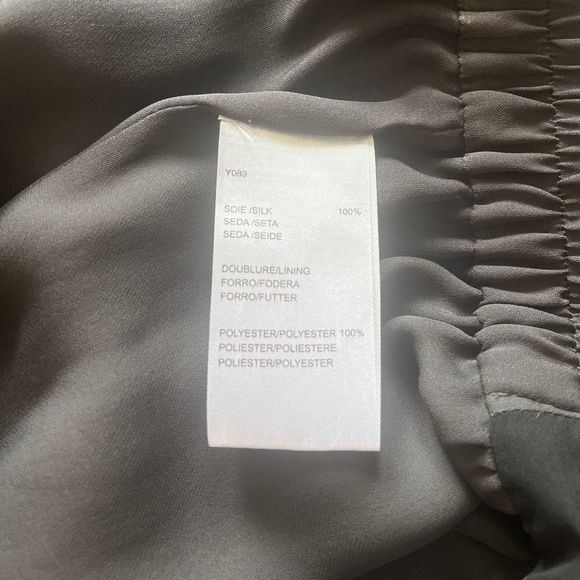 Y089
SOIE /SILK 100%
SEDA /SETA
SEDA /SEIDE
DOUBLURE/LINING
FORRO/FODERA
FORRO/FUTTER
POLYESTER/POLYESTER 100%
POLIESTER/POLIESTERE
POLIESTER/POLYESTER